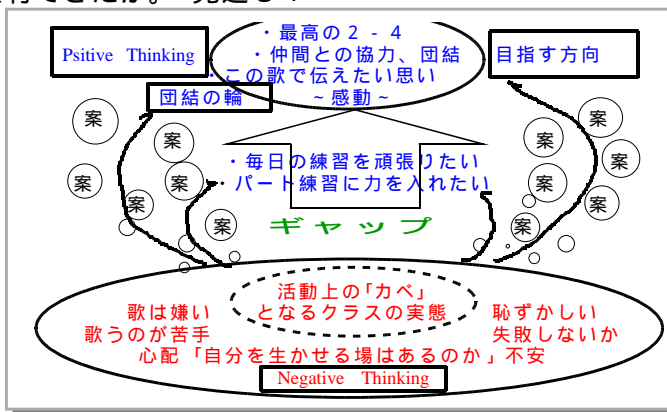 ・最高の２－４
Psitive Thinking
・仲間との協力、団結
目指す方向
・この歌で伝えたい思い
団結の輪
～感動～
案
案
案
案
・毎日の練習を頑張りたい
・パート練習に力を入れたい
案
案
案
案
案
案
案
案
ギャップ
活動上の｢カベ｣
となるクラスの実態
歌は嫌い
恥ずかしい
歌うのが苦手
失敗しないか
心配「自分を生かせる場はあるのか」不安
Negative Thinking